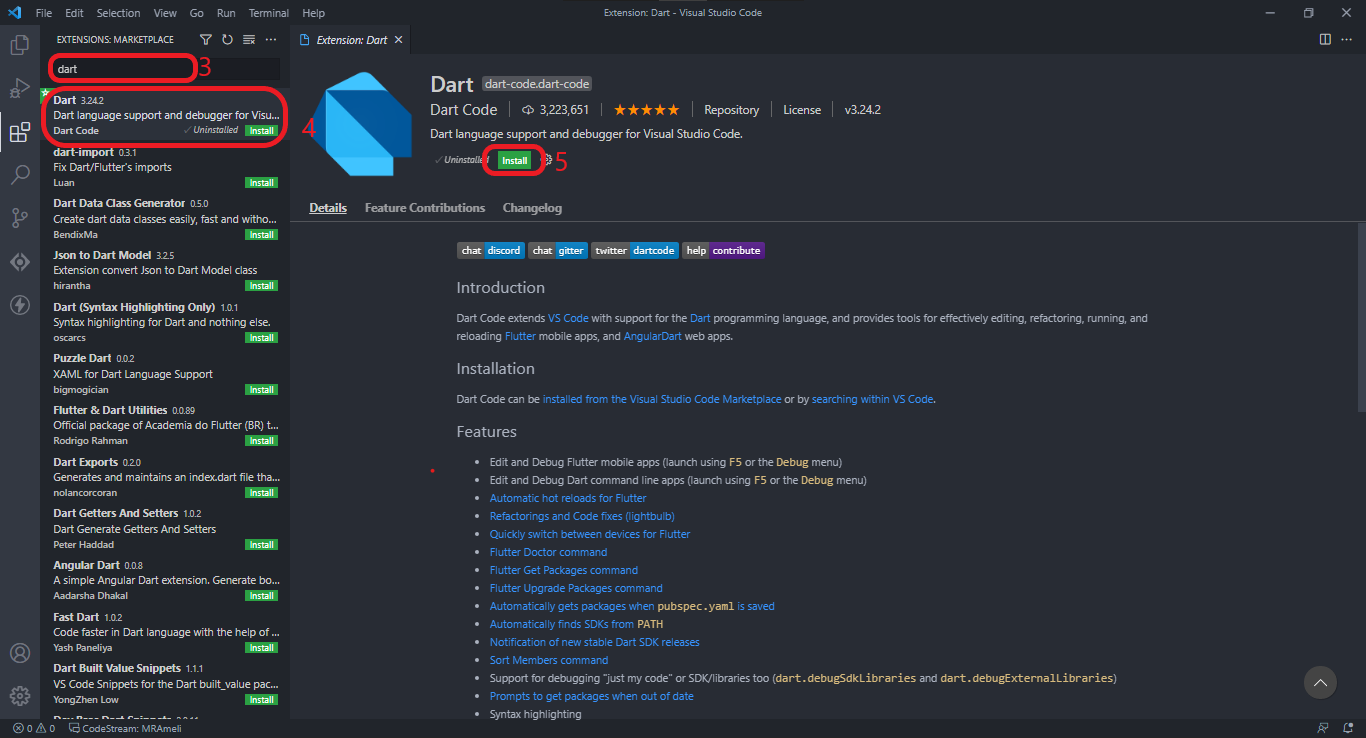 File Edit Selection View Go Run Terminal Help
Extension: Dart - Visual Studio Code
EXTENSIONS: MARKETPLACE
dart
3
Dart 3.24.2
Dart language support and debugger for Visu...
Dart Code Uninstalled Install
4
dart-import 0.3.1
Fix Dart/Flutter's imports
Luan Install
Dart Data Class Generator 0.5.0
Create dart data classes easily, fast and witho...
BendixMa Install
Json to Dart Model 3.2.5
Extension convert Json to Dart Model class
hirantha Install
Dart (Syntax Highlighting Only) 1.0.1
Syntax highlighting for Dart and nothing else.
oscarcs Install
Puzzle Dart 0.0.2
XAML for Dart Language Support
bigmogician Install
Flutter & Dart Utilities 0.0.89
Official package of Academia do Flutter (BR) t...
Rodrigo Rahman Install
Dart Exports 0.2.0
Generates and maintains an index.dart file tha...
nolancorcoran Install
Dart Getters And Setters 1.0.2
Dart Generate Getters And Setters
Peter Haddad Install
Angular Dart 0.0.8
A simple Angular Dart extension. Generate bo...
Aadarsha Dhakal Install
Fast Dart 1.0.2
Code faster in Dart language with the help of ...
Yash Paneliya Install
Dart Built Value Snippets 1.1.1
VS Code Snippets for the Dart built_value pac...
YongZhen Low Install
Extension: Dart
Dart dart-code.dart-code
Dart Code 3,223,651 Repository License v3.24.2
Dart language support and debugger for Visual Studio Code.
Uninstalled Install 5
Details Feature Contributions Changelog
chat discord chat gitter twitter dartcode help contribute
Introduction
Dart Code extends VS Code with support for the Dart programming language, and provides tools for effectively editing, refactoring, running, and
reloading Flutter mobile apps, and AngularDart web apps.
Installation
Dart Code can be installed from the Visual Studio Code Marketplace or by searching within VS Code.
Features
• Edit and Debug Flutter mobile apps (launch using F5 or the Debug menu)
• Edit and Debug Dart command line apps (launch using F5 or the Debug menu)
• Automatic hot reloads for Flutter
• Refactorings and Code fixes (lightbulb)
• Quickly switch between devices for Flutter
• Flutter Doctor command
• Flutter Get Packages command
• Flutter Upgrade Packages command
• Automatically gets packages when pubspec.yaml is saved
• Automatically finds SDKs from PATH
• Notification of new stable Dart SDK releases
• Sort Members command
• Support for debugging "just my code" or SDK/libraries too (dart.debugSdkLibraries and dart.debugExternalLibraries)
• Prompts to get packages when out of date
• Syntax highlighting
0 0 CodeStream: MRAmeli